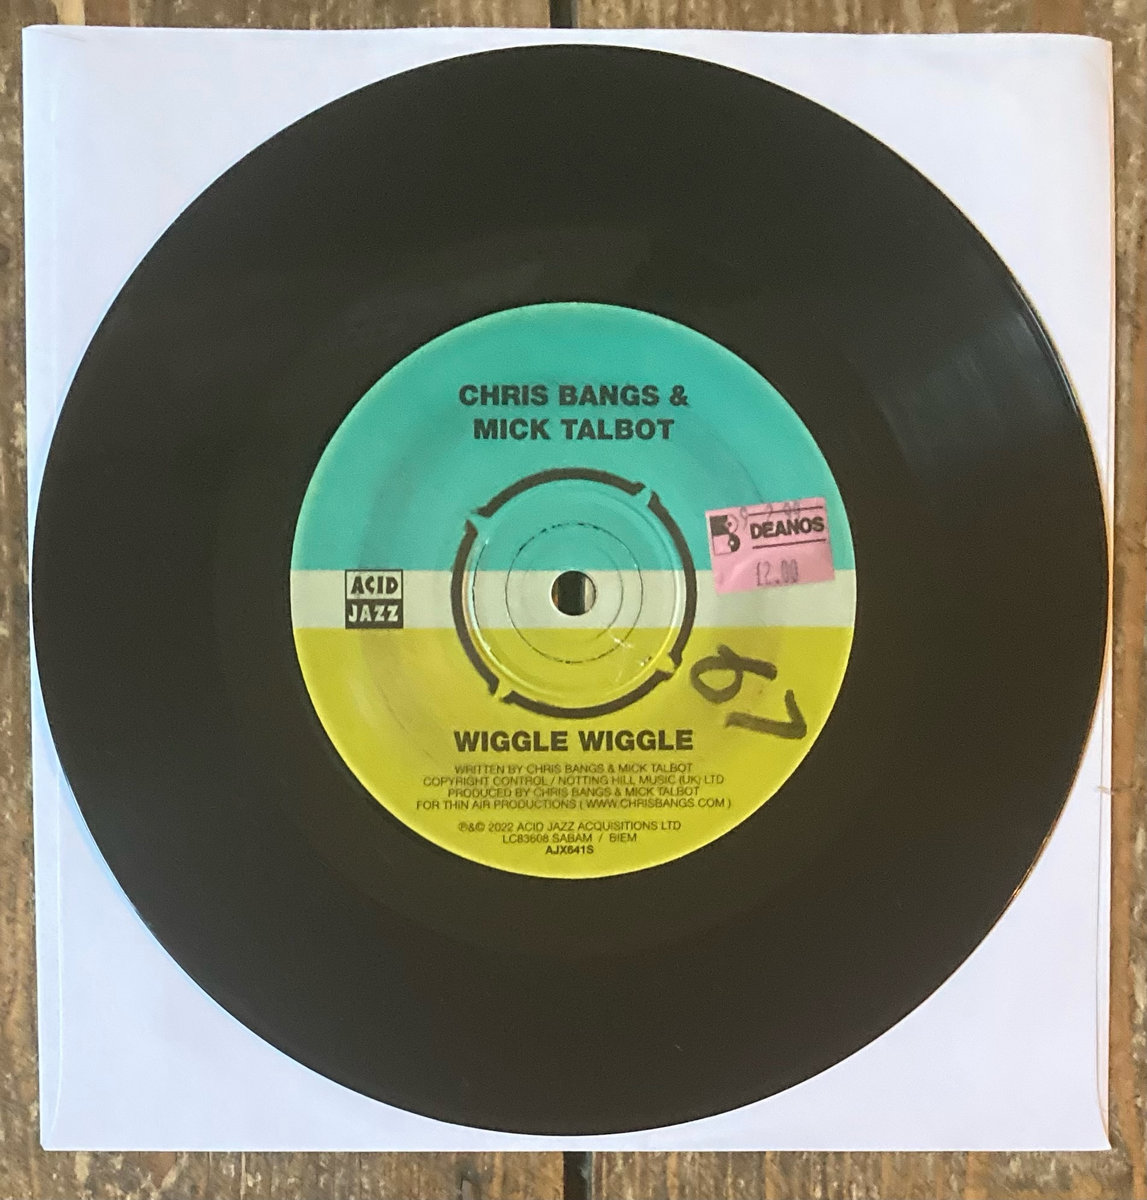 CHRIS BANGS &
MICK TALBOT
DEANOS
£2.00
ACID
JAZZ
67
WIGGLE WIGGLE
WRITTEN BY CHRIS BANGS & MICK TALBOT
COPYRIGHT CONTROL / NOTTING HILL MUSIC (UK) LTD
PRODUCED BY CHRIS BANGS & MICK TALBOT
FOR THIN AIR PRODUCTIONS ( WWW.CHRISBANGS.COM )
℗&© 2022 ACID JAZZ ACQUISITIONS LTD
LC83608 SABAM / BIEM
AJX641S